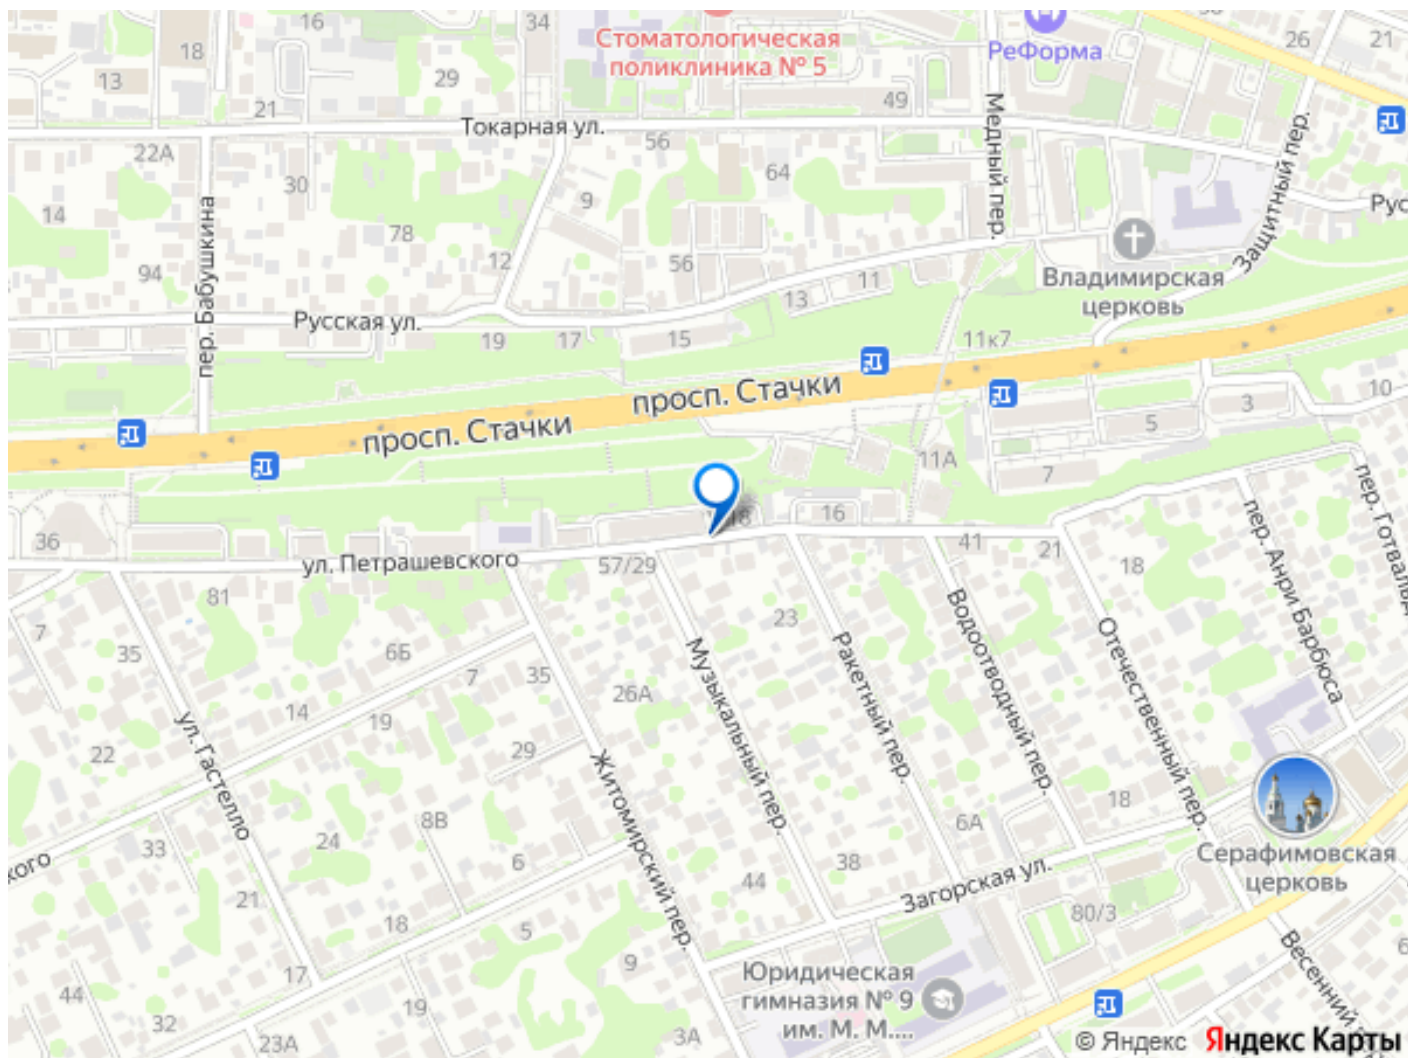 16
34
Стоматологическая
поликлиника № 5
РеФорма
26
21
18
13
29
21
49
Токарная ул.
56
22А
64
30
14
9
78
94
12
56
11
13
пер. Бабушкина
Медный пер.
Защитный пер.
Рус
Владимирская
церковь
Русская ул.
19
17
15
11к7
просп. Стачки
просп. Стачки
10
3
5
11А
7
пер. Готвальд
36
18
16
ул. Петрашевского
57/29
41
21
18
пер. Анри Барбюса
81
7
35
6Б
7
35
23
26А
14
19
22
29
ул. Гастелло
Житомирский пер.
Музыкальный пер.
Ракетный пер.
Водоотводный пер.
Отечественный пер.
33
24
8В
6
6А
18
кого
38
44
Загорская ул.
Серафимовская
церковь
21
18
5
80/3
17
9
44
19
32
23А
3А
Юридическая
гимназия № 9
им. М. М....
Весенний
6
© Яндекс Яндекс Карты